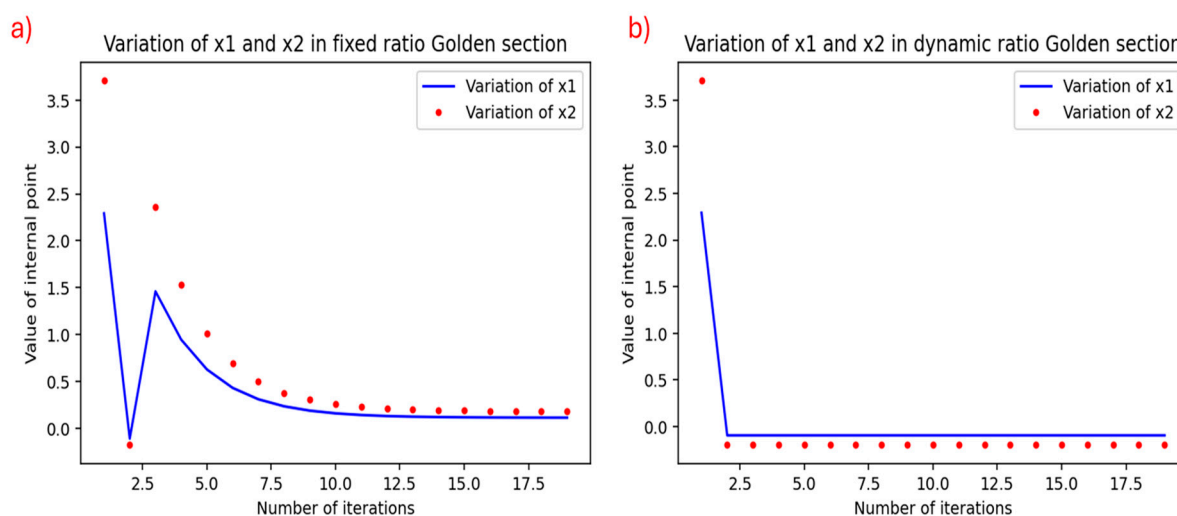 a)
Variation of x1 and x2 in fixed ratio Golden section
Variation of x1
Variation of x2
3.5
3.0
2.5
2.0
1.5
1.0
0.5
0.0
Value of internal point
2.5 5.0 7.5 10.0 12.5 15.0 17.5
Number of iterations
b)
Variation of x1 and x2 in dynamic ratio Golden section
Variation of x1
Variation of x2
3.5
3.0
2.5
2.0
1.5
1.0
0.5
0.0
Value of internal point
2.5 5.0 7.5 10.0 12.5 15.0 17.5
Number of iterations